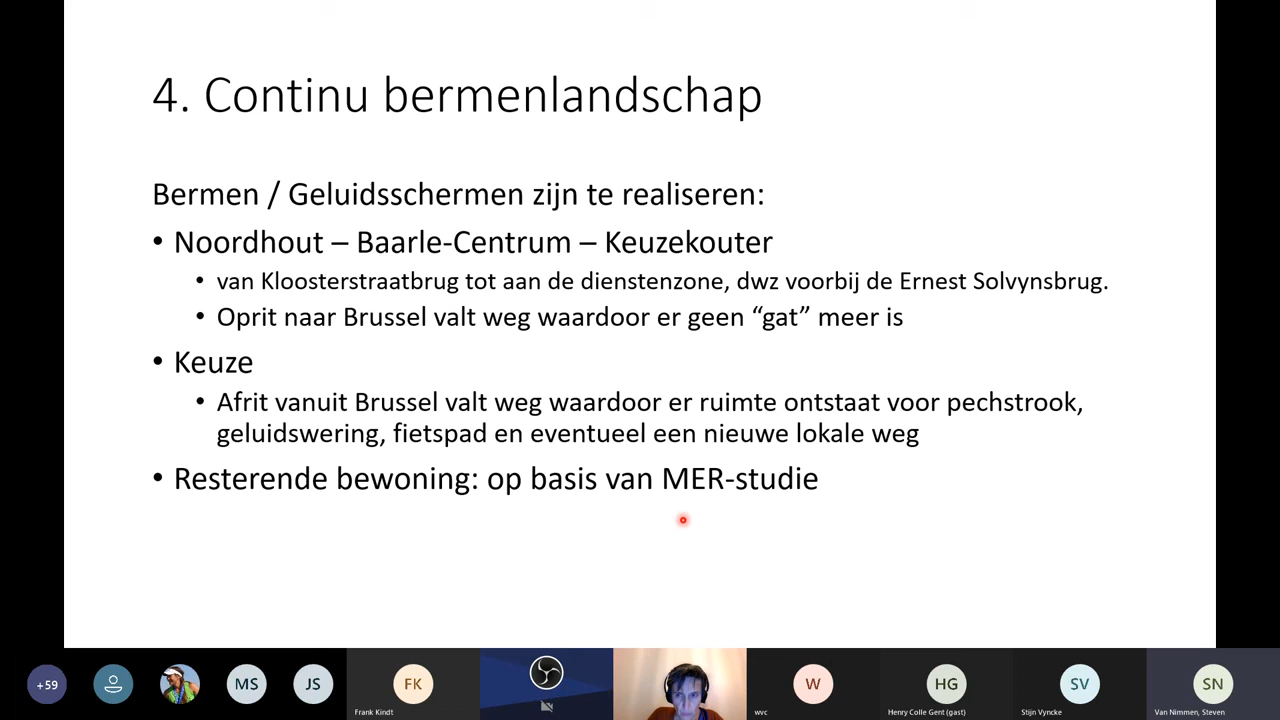 4. Continu bermenlandschap
Bermen / Geluidsschermen zijn te realiseren:
• Noordhout – Baarle-Centrum – Keuzekouter
• van Kloosterstraatbrug tot aan de dienstenzone, dwz voorbij de Ernest Solvynsbrug.
• Oprit naar Brussel valt weg waardoor er geen “gat” meer is
• Keuze
• Afrit vanuit Brussel valt weg waardoor er ruimte ontstaat voor pechstrook,
geluidswering, fietspad en eventueel een nieuwe lokale weg
• Resterende bewoning: op basis van MER-studie
+59
MS
JS
FK
Frank Kindt
W
wvc
HG
Henry Colle Gent (gast)
SV
Stijn Vyncke
SN
Van Nimmen, Steven